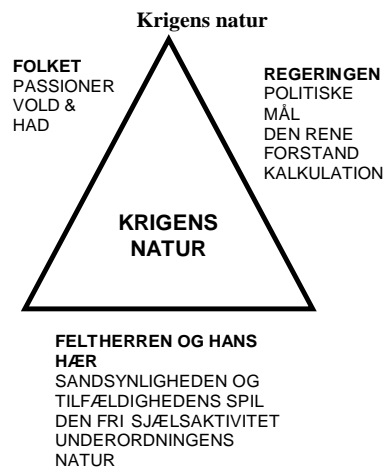 Krigens natur
FOLKET
PASSIONER
VOLD &
HAD
REGERINGEN
POLITISKE
MÅL
DEN RENE
FORSTAND
KALKULATION
KRIGENS
NATUR
FELTHERREN OG HANS
HÆR
SANDSYNLIGHEDEN OG
TILFÆLDIGHEDENS SPIL
DEN FRI SJÆLSAKTIVITET
UNDERORDNINGENS
NATUR